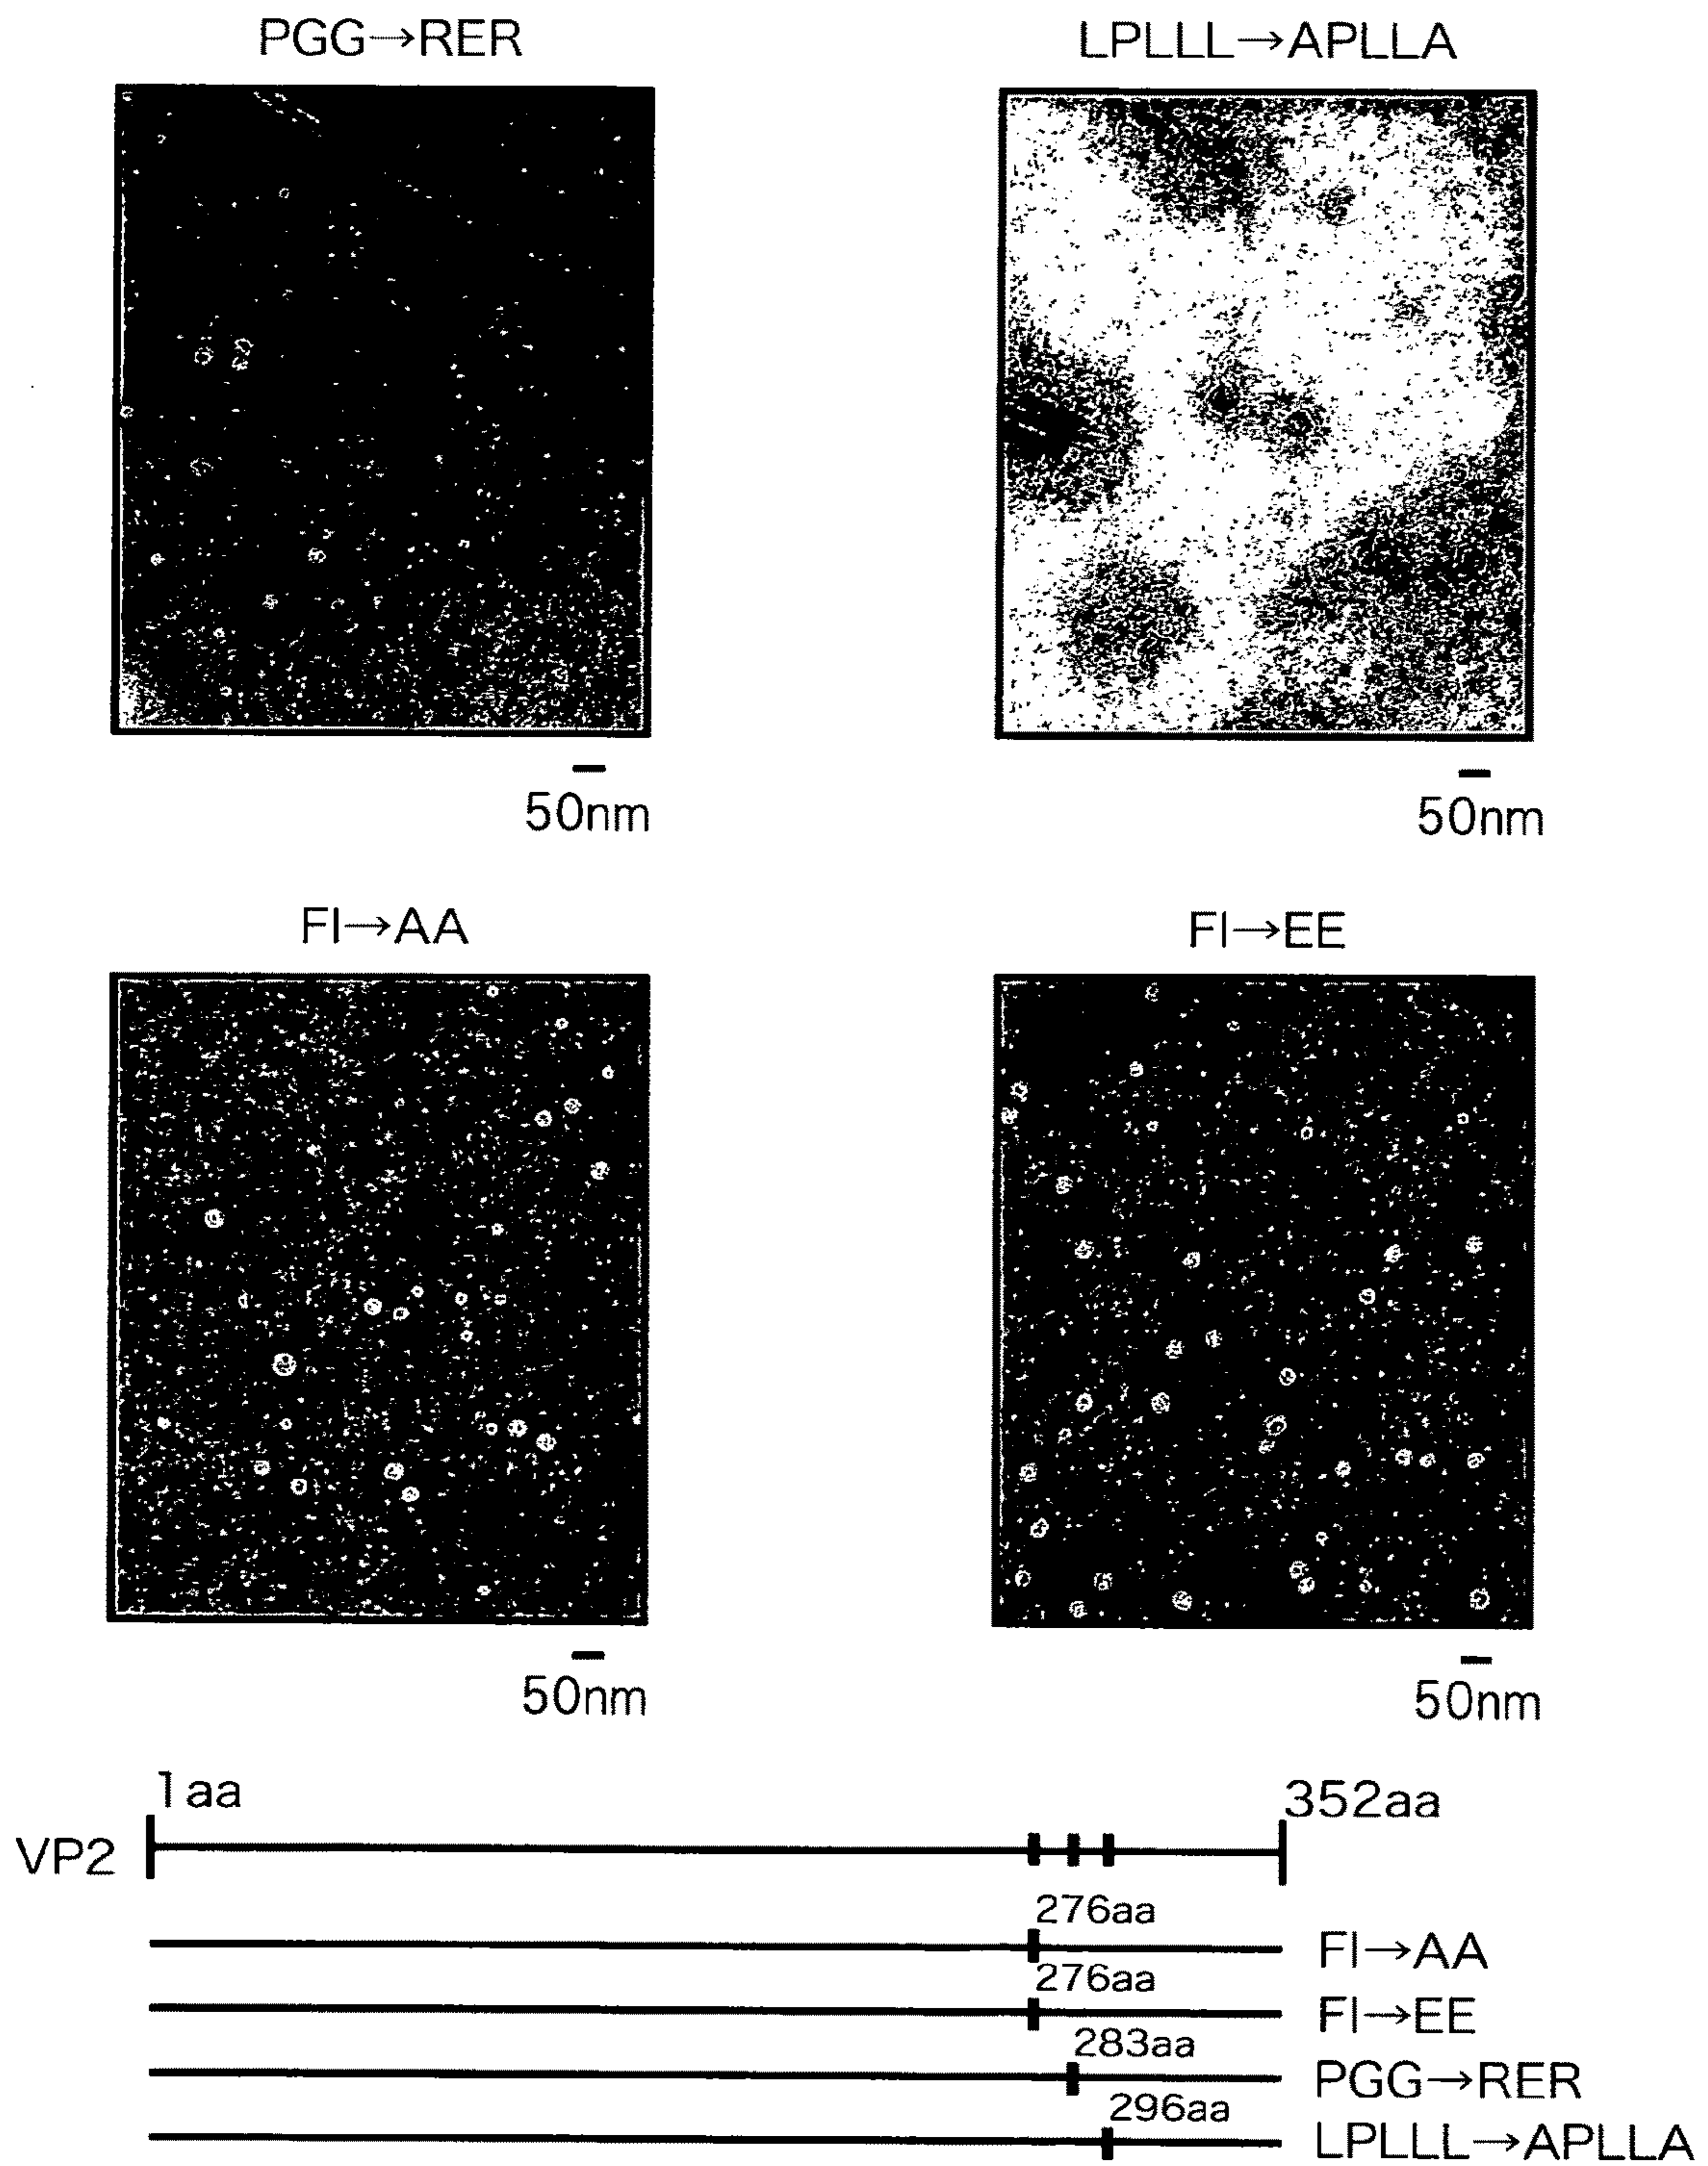 PGG→RER
LPLLL→APLLA
50nm
50nm
FI→AA
FI→EE
50nm
50nm
1aa
352aa
VP2
276aa
FI→AA
276aa
FI→EE
283aa
PGG→RER
296aa
LPLLL→APLLA